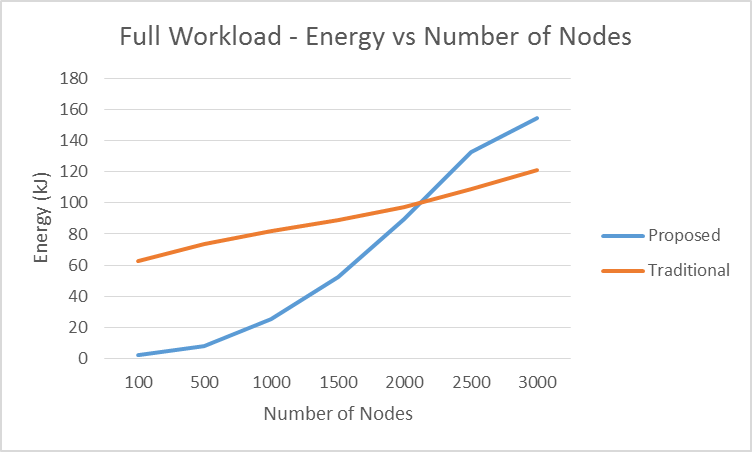 Full Workload - Energy vs Number of Nodes
180
160
140
120
100
80
60
40
20
0
Energy (kJ)
100 500 1000 1500 2000 2500 3000
Number of Nodes
Proposed
Traditional